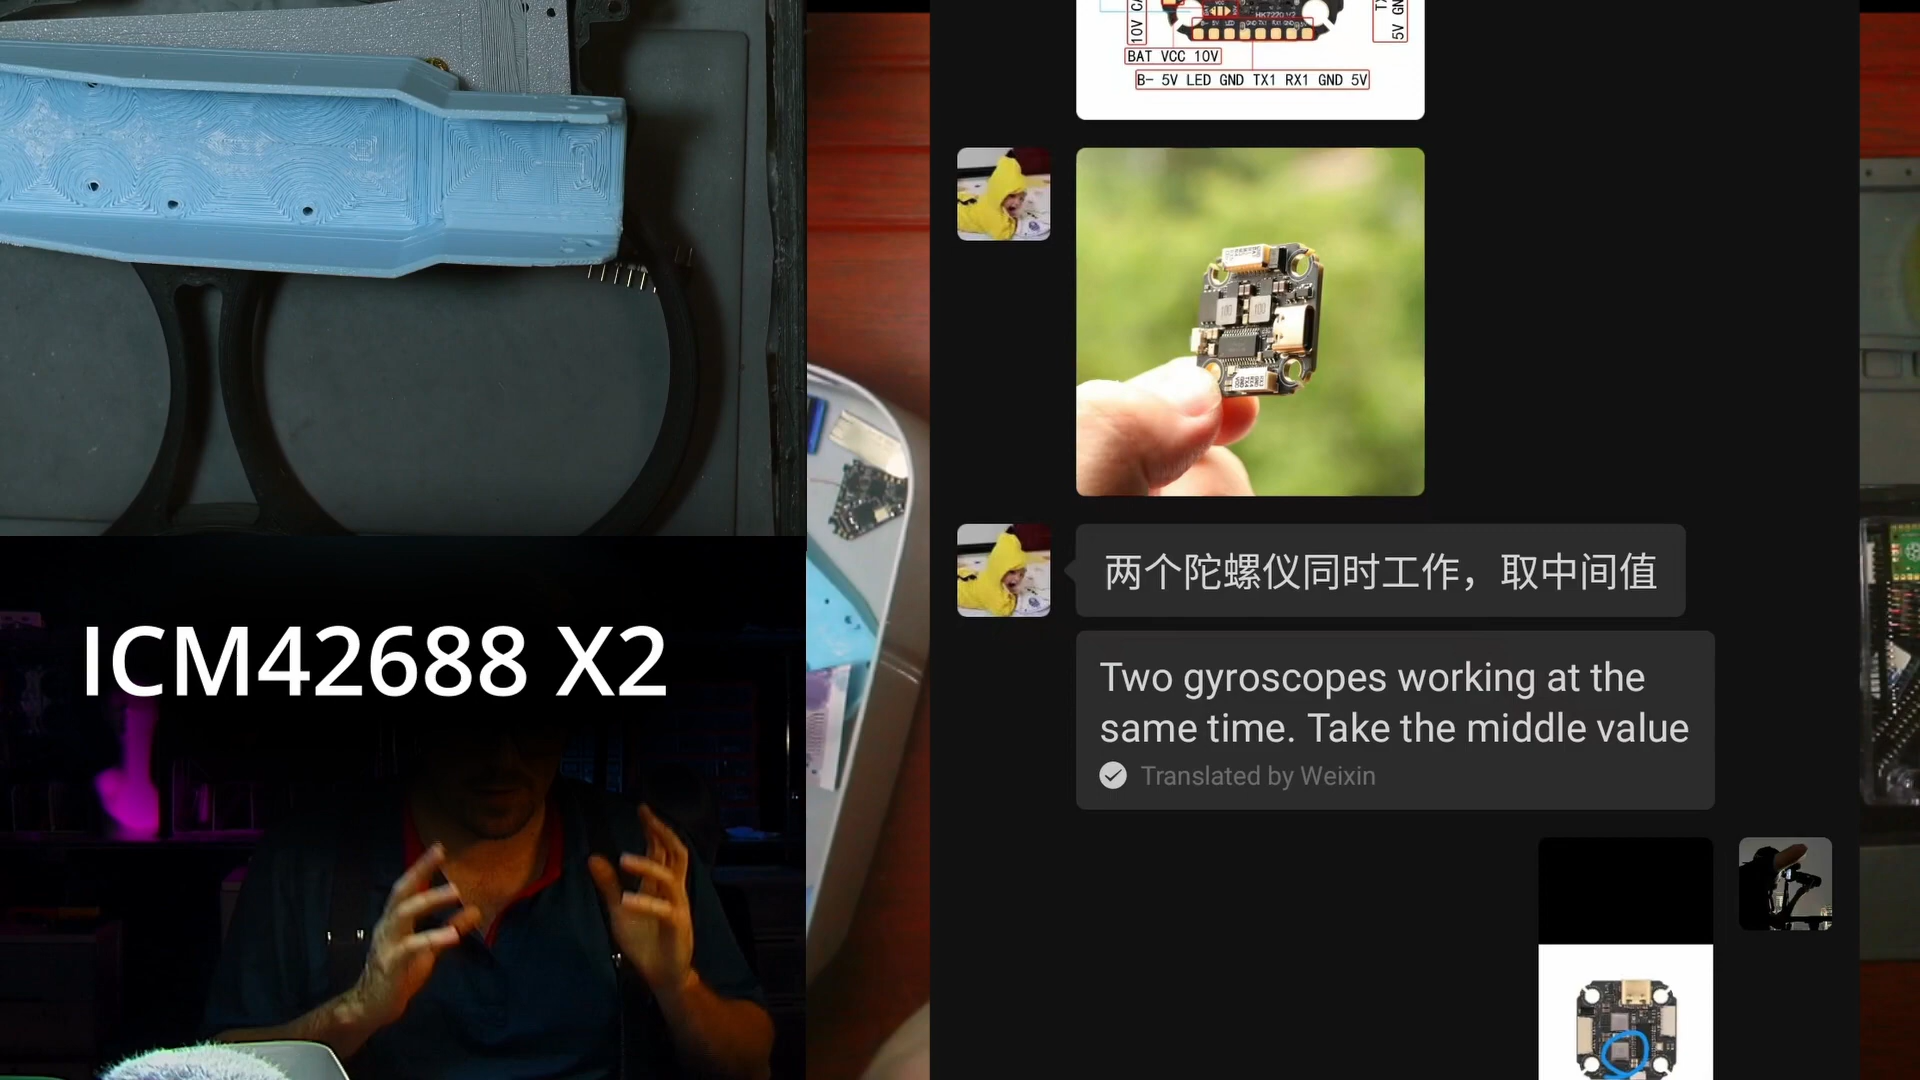 10V
5V GN
BAT VCC 10V
B- 5V LED GND TX1 RX1 GND 5V
两个陀螺仪同时工作，取中间值
Two gyroscopes working at the
same time. Take the middle value
Translated by Weixin
ICM42688 X2